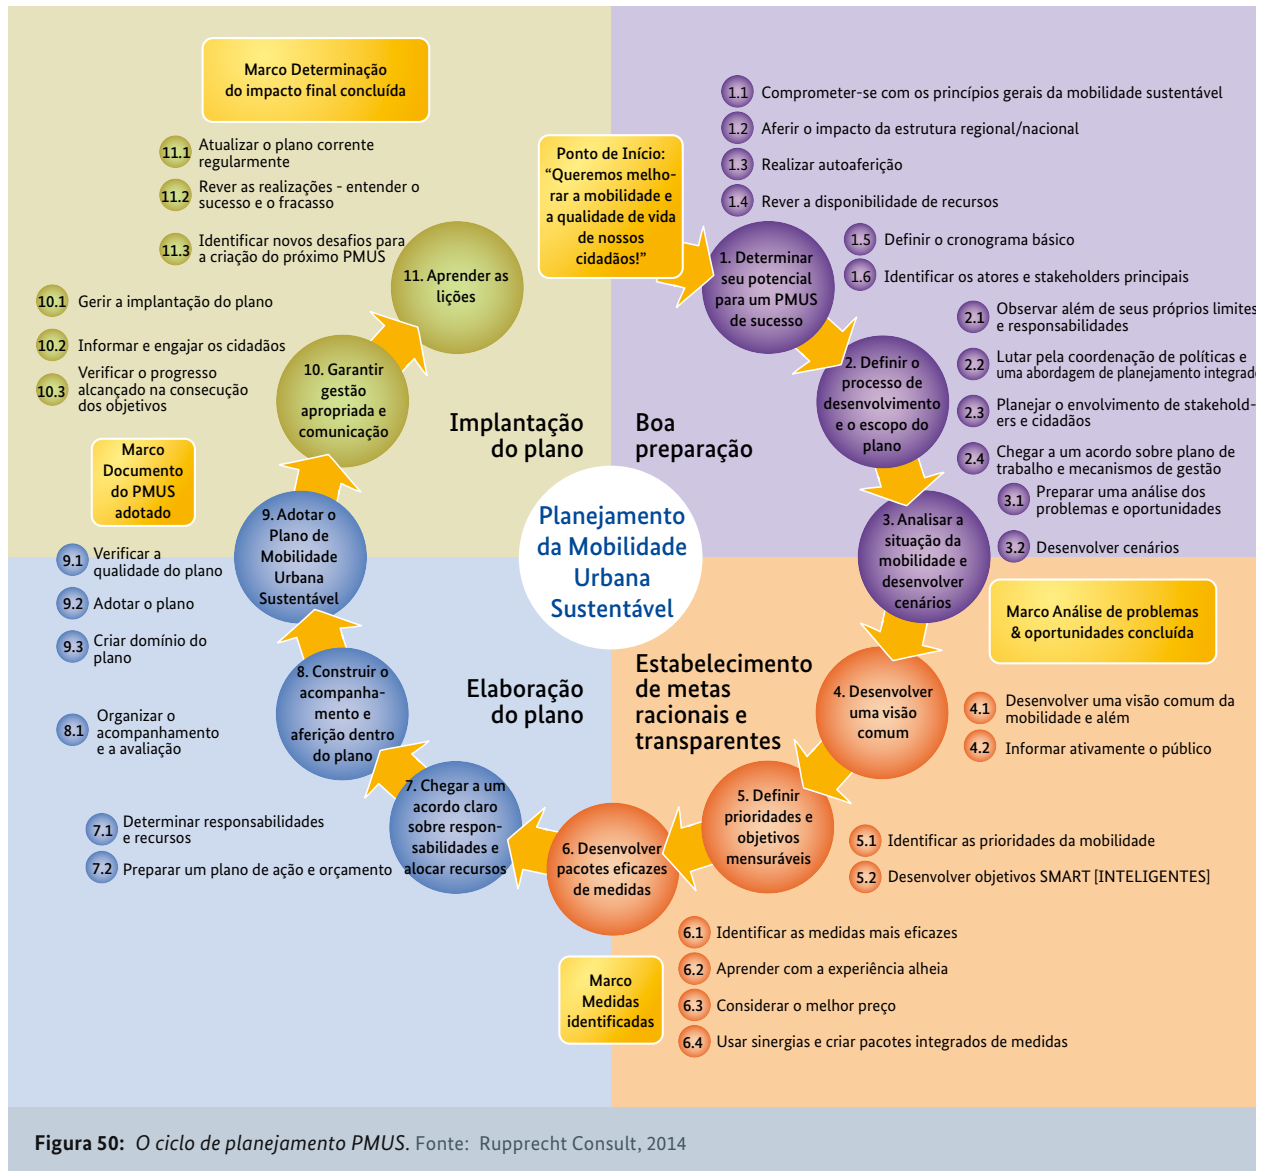 Marco Determinação
do impacto final concluída
11.1 Atualizar o plano corrente
regularmente
11.2 Rever as realizações - entender o
sucesso e o fracasso
11.3 Identificar novos desafios para
a criação do próximo PMUS
11. Aprender as
lições
10.1 Gerir a implantação do plano
10.2 Informar e engajar os cidadãos
10.3 Verificar o progresso
alcançado na consecução
dos objetivos
10. Garantir
gestão
apropriada e
comunicação
Implantação
do plano
Ponto de Início:
“Queremos melho-
rar a mobilidade e
a qualidade de vida
de nossos
cidadãos!”
1.1 Comprometer-se com os princípios gerais da mobilidade sustentável
1.2 Aferir o impacto da estrutura regional/nacional
1.3 Realizar autoaferição
1.4 Rever a disponibilidade de recursos
1.5 Definir o cronograma básico
1.6 Identificar os atores e stakeholders principais
1. Determinar
seu potencial
para um PMUS
de sucesso
2.1 Observar além de seus próprios limites
e responsabilidades
2.2 Lutar pela coordenação de políticas e
uma abordagem de planejamento integrad
2.3 Planejar o envolvimento de stakehold-
ers e cidadãos
2.4 Chegar a um acordo sobre plano de
trabalho e mecanismos de gestão
2. Definir o
processo de
desenvolvimento
e o escopo do
plano
Boa
preparação
3.1 Preparar uma análise dos
problemas e oportunidades
3.2 Desenvolver cenários
3. Analisar a
situação da
mobilidade e
desenvolver
cenários
Marco Análise de problemas
& oportunidades concluída
Planejamento
da Mobilidade
Urbana
Sustentável
Marco
Documento
do PMUS
adotado
9. Adotar o
Plano de
Mobilidade
Urbana
Sustentável
9.1 Verificar a
qualidade do plano
9.2 Adotar o plano
9.3 Criar domínio do
plano
8. Construir o
acompanha-
mento e
aferição dentro
do plano
8.1 Organizar o
acompanhamento
e a avaliação
Elaboração
do plano
7. Chegar a um
acordo claro
sobre respon-
sabilidades e
alocar recursos
7.1 Determinar responsabilidades
e recursos
7.2 Preparar um plano de ação e orçamento
Estabelecimento
de metas
racionais e
transparentes
4. Desenvolver
uma visão
comum
4.1 Desenvolver uma visão comum da
mobilidade e além
4.2 Informar ativamente o público
5. Definir
prioridades e
objetivos
mensuráveis
5.1 Identificar as prioridades da mobilidade
5.2 Desenvolver objetivos SMART [INTELIGENTES]
6. Desenvolver
pacotes eficazes
de medidas
6.1 Identificar as medidas mais eficazes
6.2 Aprender com a experiência alheia
6.3 Considerar o melhor preço
6.4 Usar sinergias e criar pacotes integrados de medidas
Marco
Medidas
identificadas
Figura 50: O ciclo de planejamento PMUS. Fonte: Rupprecht Consult, 2014